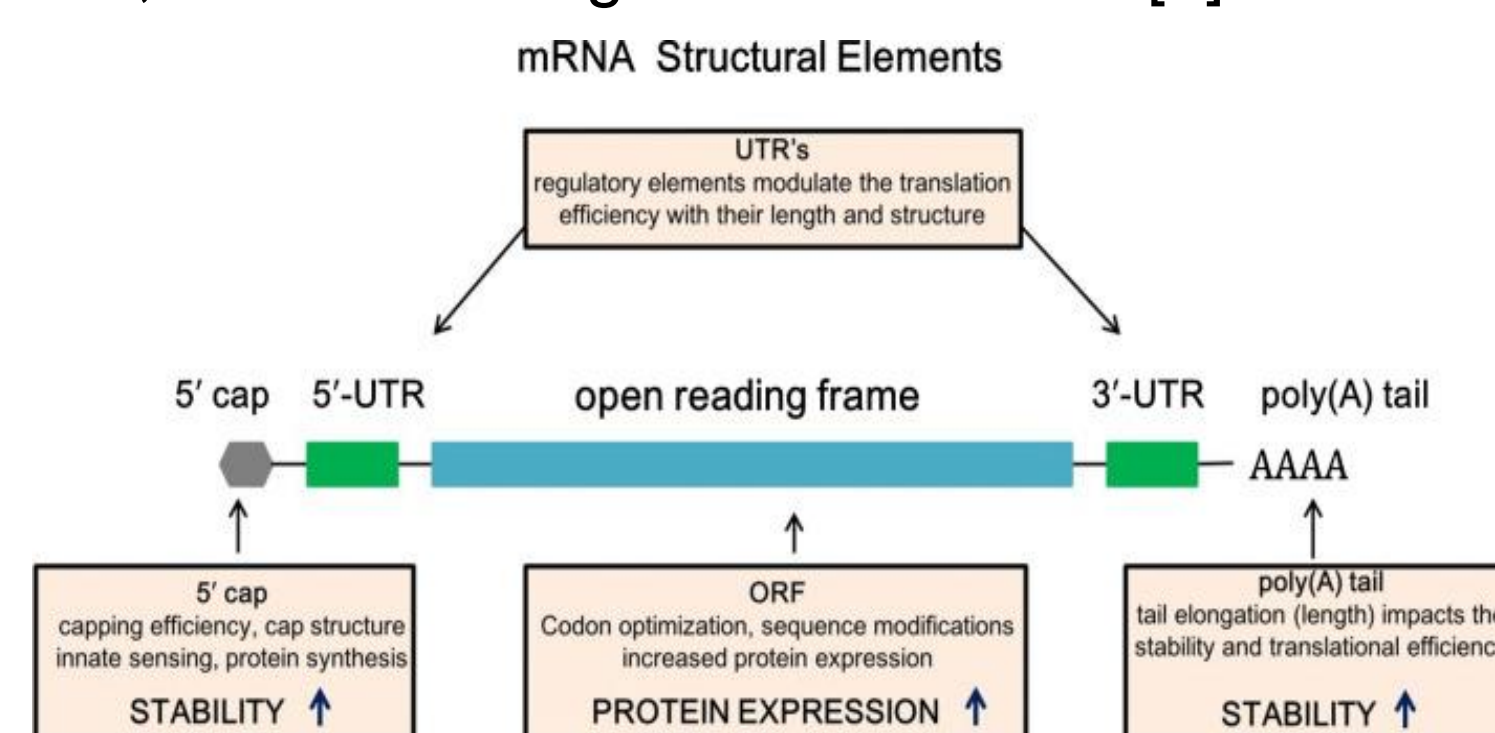 mRNA Structural Elements
UTR's
regulatory elements modulate the translation
efficiency with their length and structure
5′ cap 5′-UTR open reading frame 3′-UTR poly(A) tail
AAAA
5′ cap
capping efficiency, cap structure
innate sensing, protein synthesis
STABILITY ↑
ORF
Codon optimization, sequence modifications
increased protein expression
PROTEIN EXPRESSION ↑
poly(A) tail
tail elongation (length) impacts the
stability and translational efficienc
STABILITY ↑